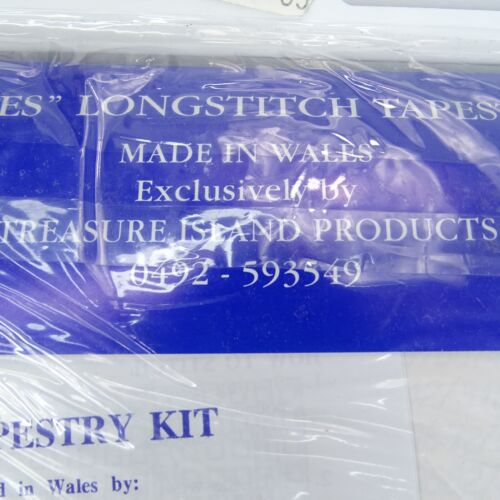 ES” LONGSTITCH TAPES
MADE IN WALES
Exclusively by
TREASURE ISLAND PRODUCTS
0492 - 593549
PESTRY KIT
d in Wales by: